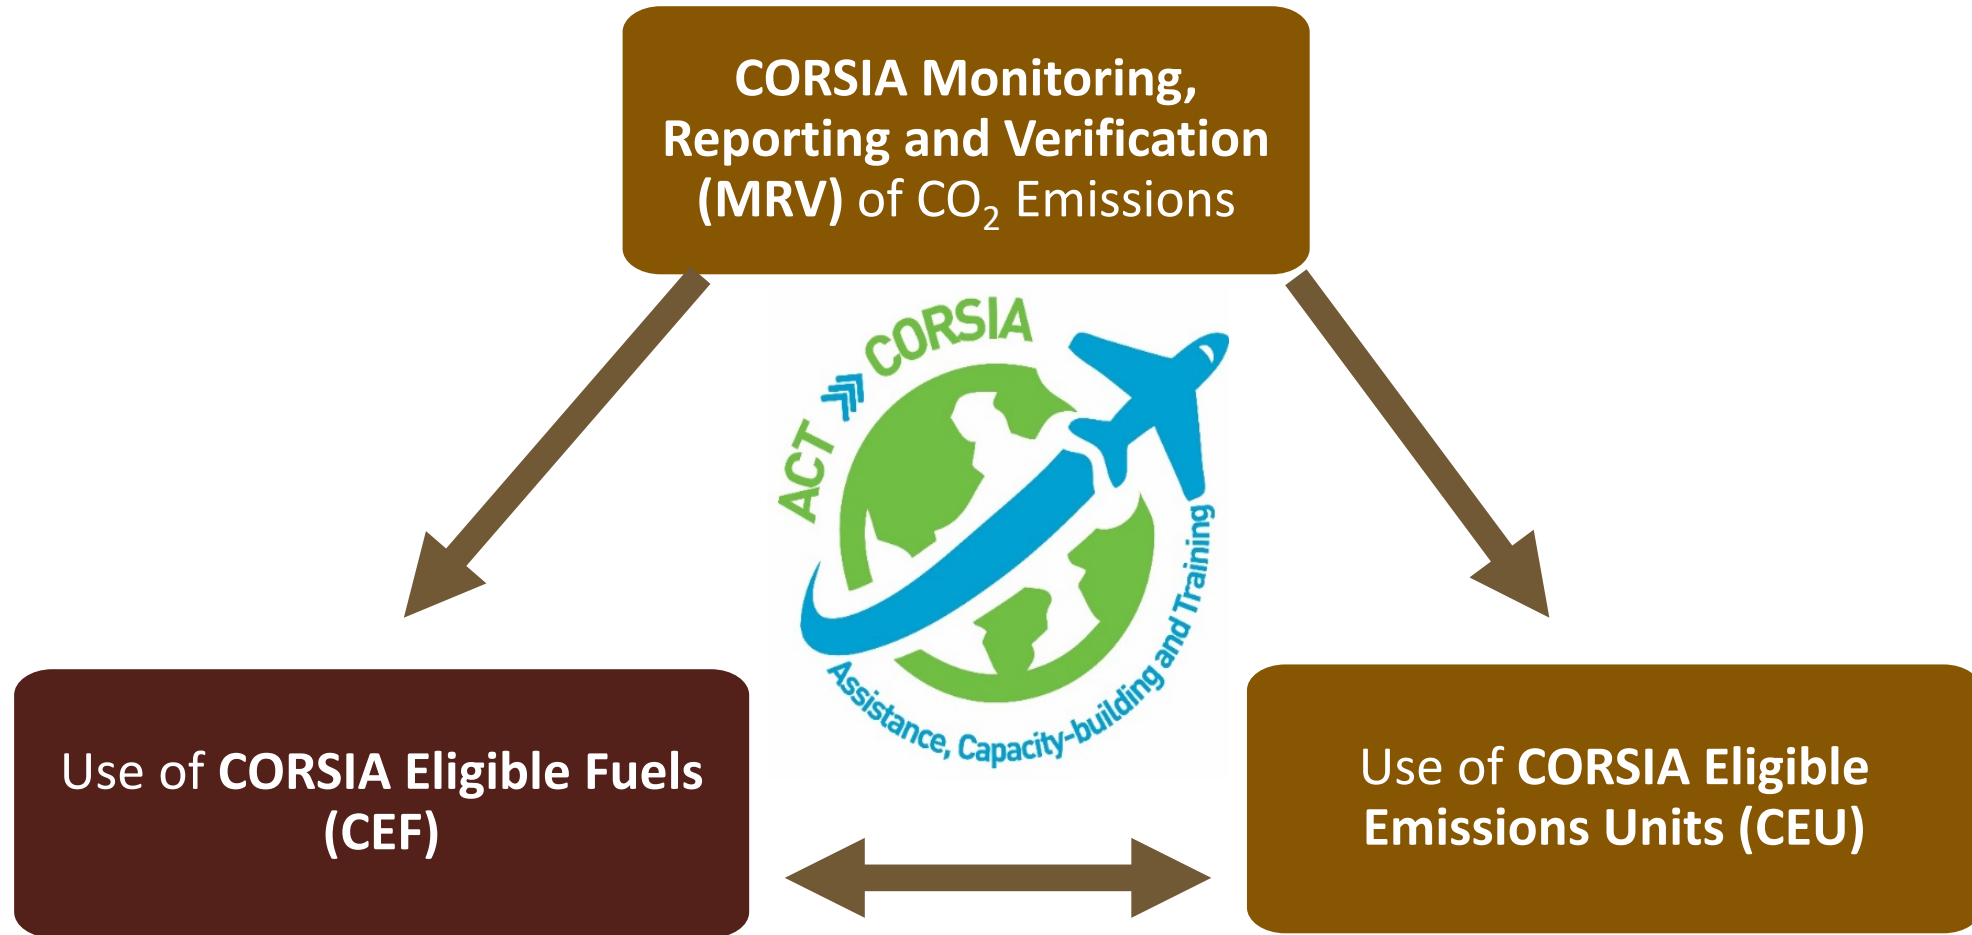 CORSIA Monitoring,
Reporting and Verification
(MRV) of CO₂ Emissions
ACT CORSIA
Assistance, Capacity-building and Training
Use of CORSIA Eligible Fuels
(CEF)
Use of CORSIA Eligible
Emissions Units (CEU)